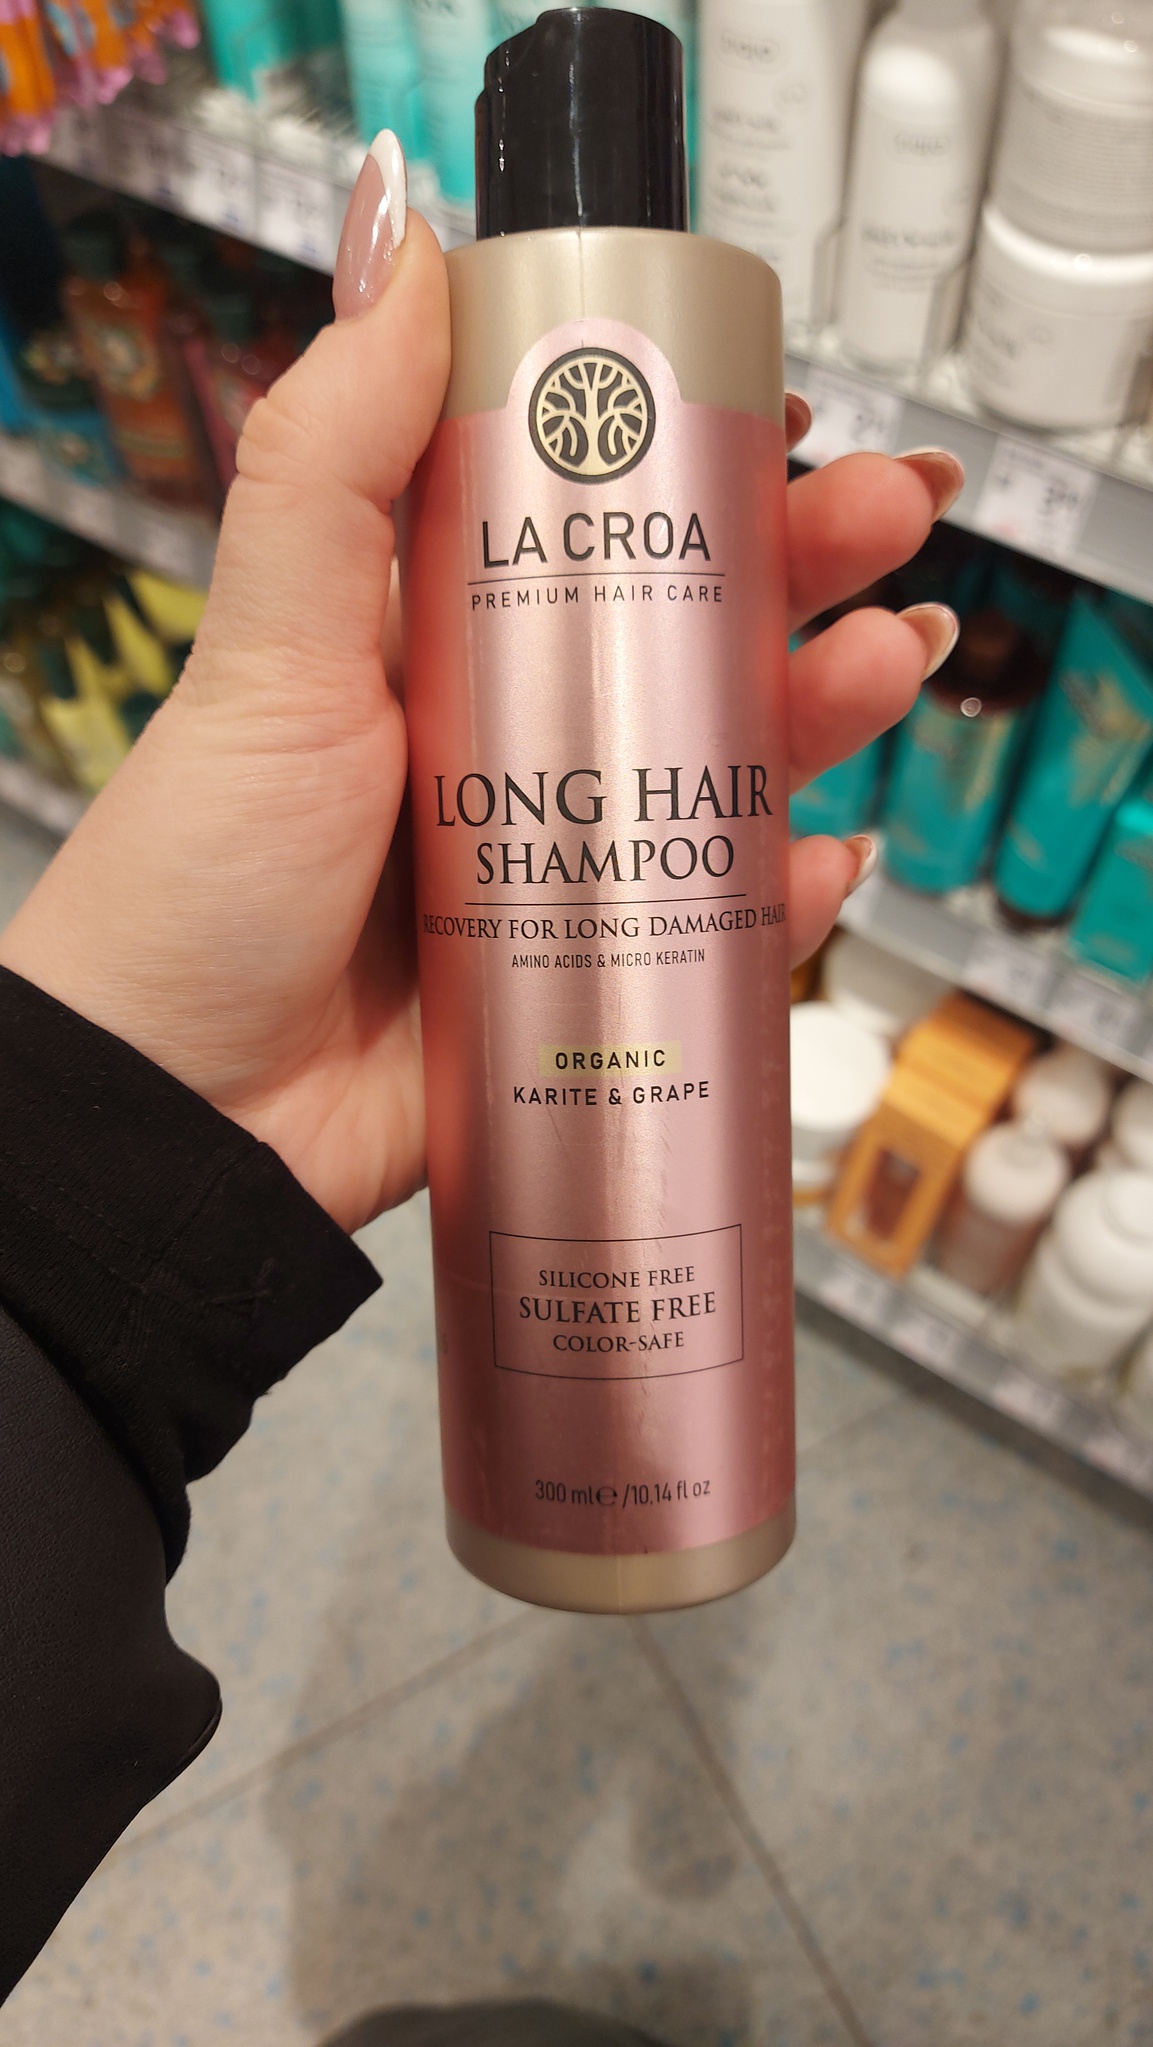 LA CROA
PREMIUM HAIR CARE
LONG HAIR
SHAMPOO
RECOVERY FOR LONG DAMAGED HAIR
AMINO ACIDS & MICRO KERATIN
ORGANIC
KARITE & GRAPE
SILICONE FREE
SULFATE FREE
COLOR-SAFE
300 ml℮/10.14 fl oz